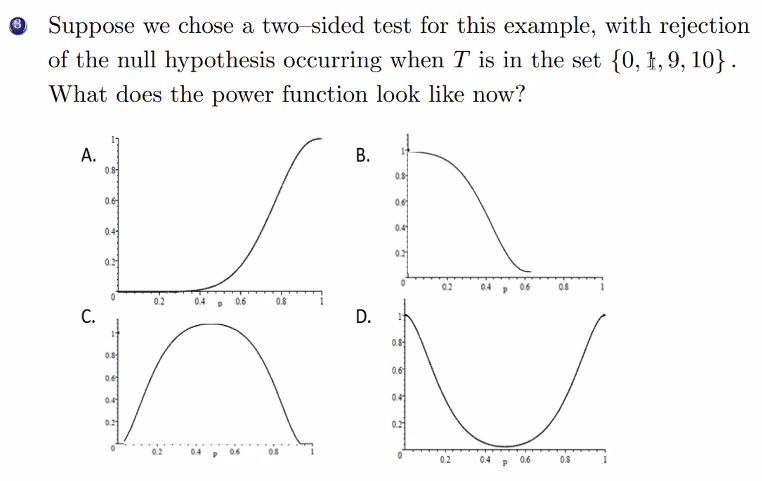 3 Suppose we chose a two–sided test for this example, with rejection
of the null hypothesis occurring when T is in the set {0, 1, 9, 10} .
What does the power function look like now?
A.
1
0.8
0.6
0.4
0.2
0 0.2 0.4 p 0.6 0.8 1
B.
1
0.8
0.6
0.4
0.2
0 0.2 0.4 p 0.6 0.8 1
C.
1
0.8
0.6
0.4
0.2
0 0.2 0.4 p 0.6 0.8 1
D.
1
0.8
0.6
0.4
0.2
0 0.2 0.4 p 0.6 0.8 1